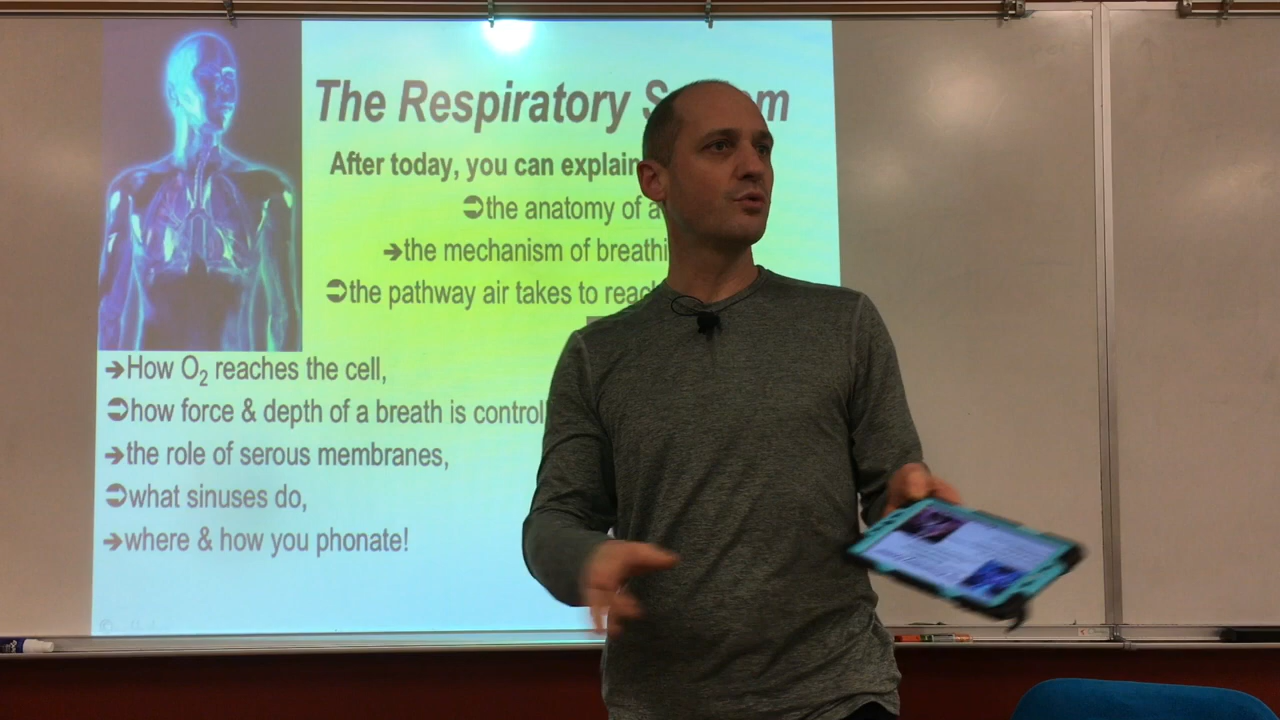 The Respiratory S m
After today, you can explain
➲the anatomy of a
➔the mechanism of breathi
➲the pathway air takes to reac
➔How O₂ reaches the cell,
➲how force & depth of a breath is control
➔the role of serous membranes,
➲what sinuses do,
➔where & how you phonate!